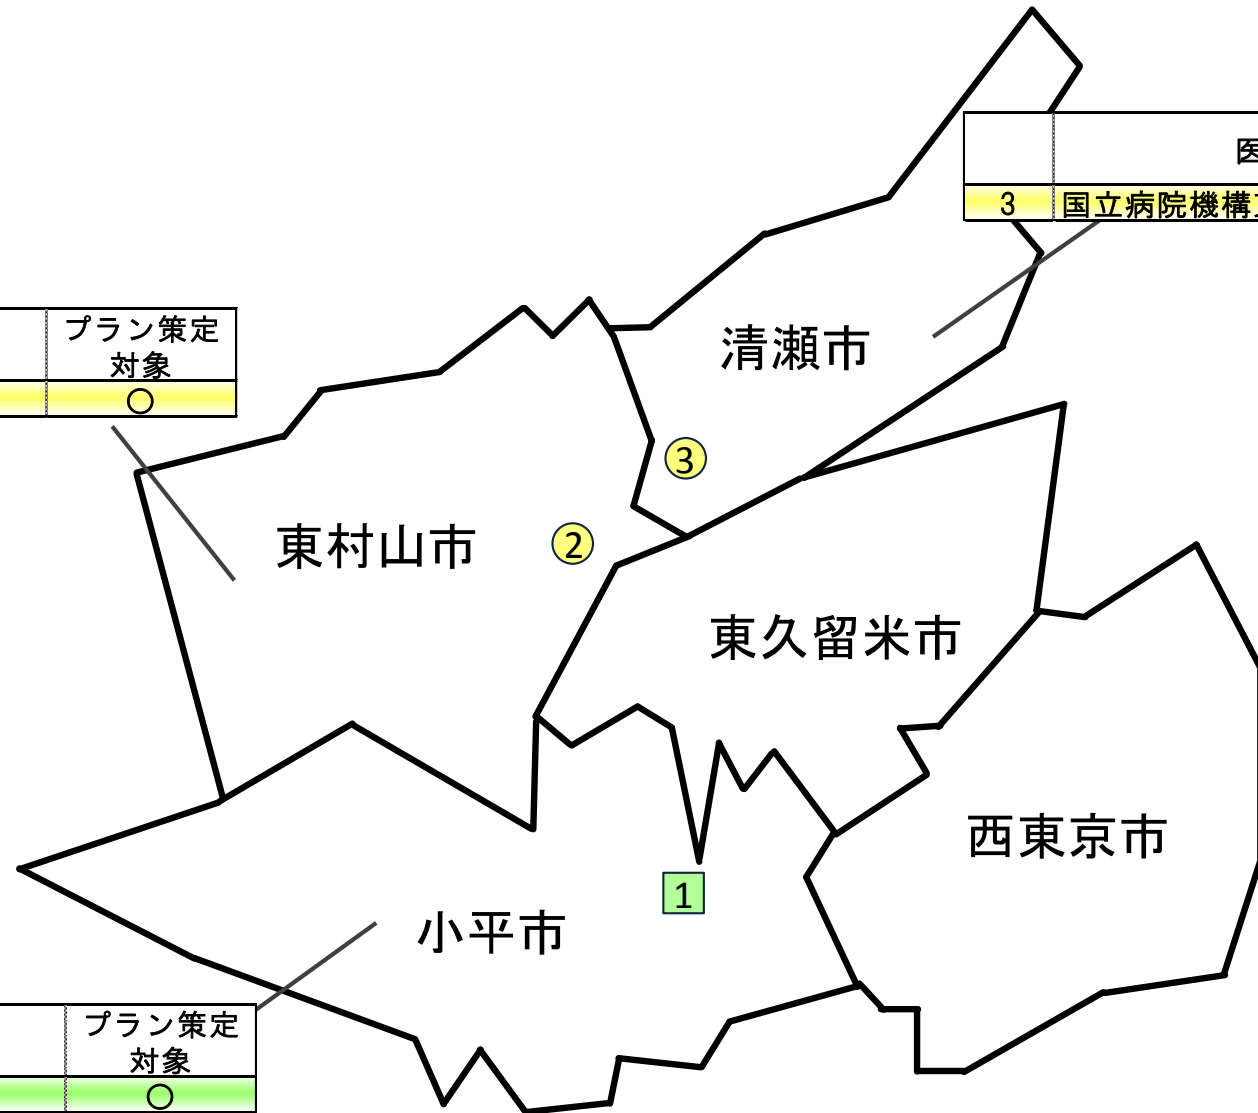 医
3 国立病院機構
プラン策定
対象
○
清瀬市
③
東村山市
②
東久留米市
西東京市
1
小平市
プラン策定
対象
○